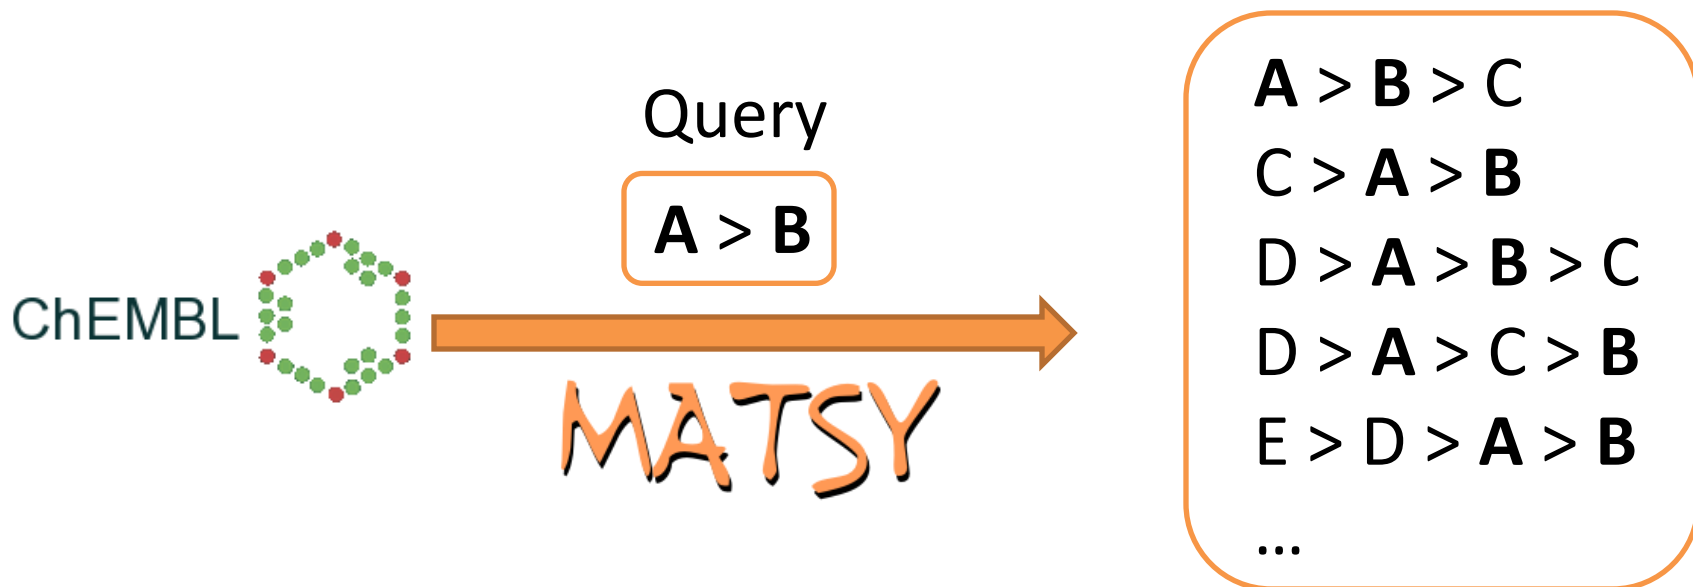 Query
A > B
ChEMBL
MATSY
A > B > C
C > A > B
D > A > B > C
D > A > C > B
E > D > A > B
...